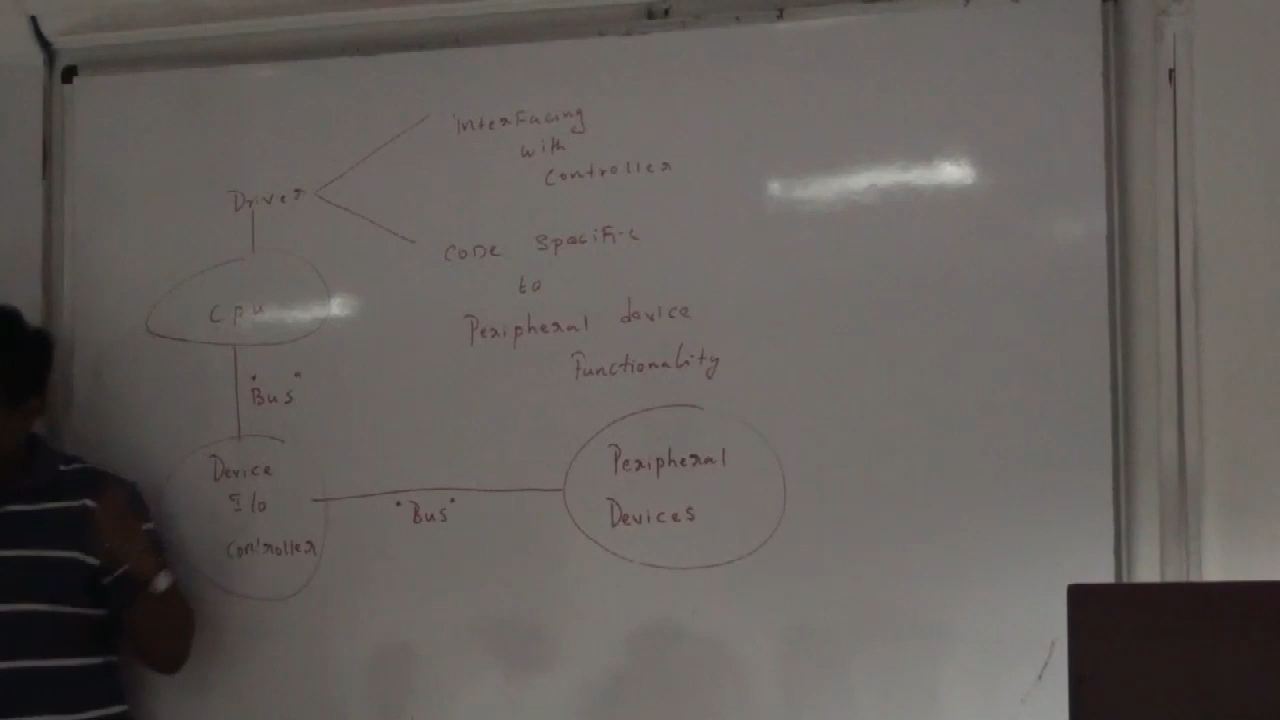 Interfacing
with
Controller
Driver
Code Specific
to
Peripheral device
Functionality
Cpu
"Bus"
Device
I/O
Controller
"Bus"
Peripheral
Devices